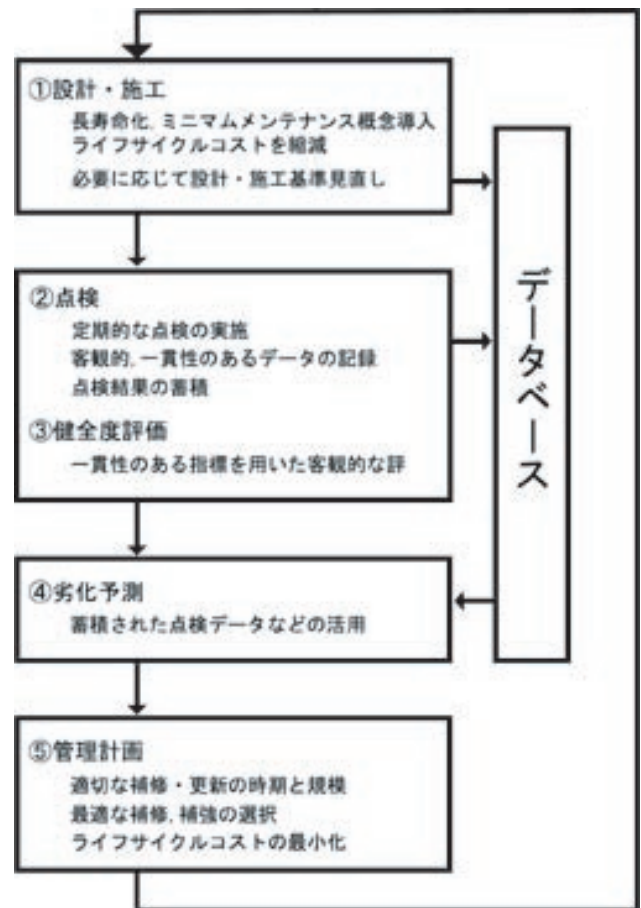 ①設計・施工
長寿命化,ミニマムメンテナンス概念導入
ライフサイクルコストを縮減
必要に応じて設計・施工基準見直し
②点検
定期的な点検の実施
客観的,一貫性のあるデータの記録
点検結果の蓄積
③健全度評価
一貫性のある指標を用いた客観的な評
④劣化予測
蓄積された点検データなどの活用
⑤管理計画
適切な補修・更新の時期と規模
最適な補修,補強の選択
ライフサイクルコストの最小化
データベース